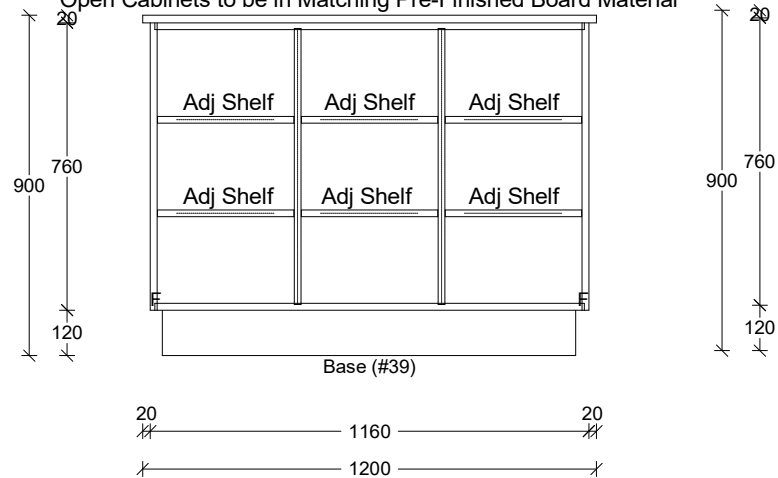 Open Cabinets to be in Matching Pre-Finished Board Material
20 20
Adj Shelf Adj Shelf Adj Shelf
760 760
900 900
Adj Shelf Adj Shelf Adj Shelf
F F
120 120
Base (#39)
20 20
1160
1200